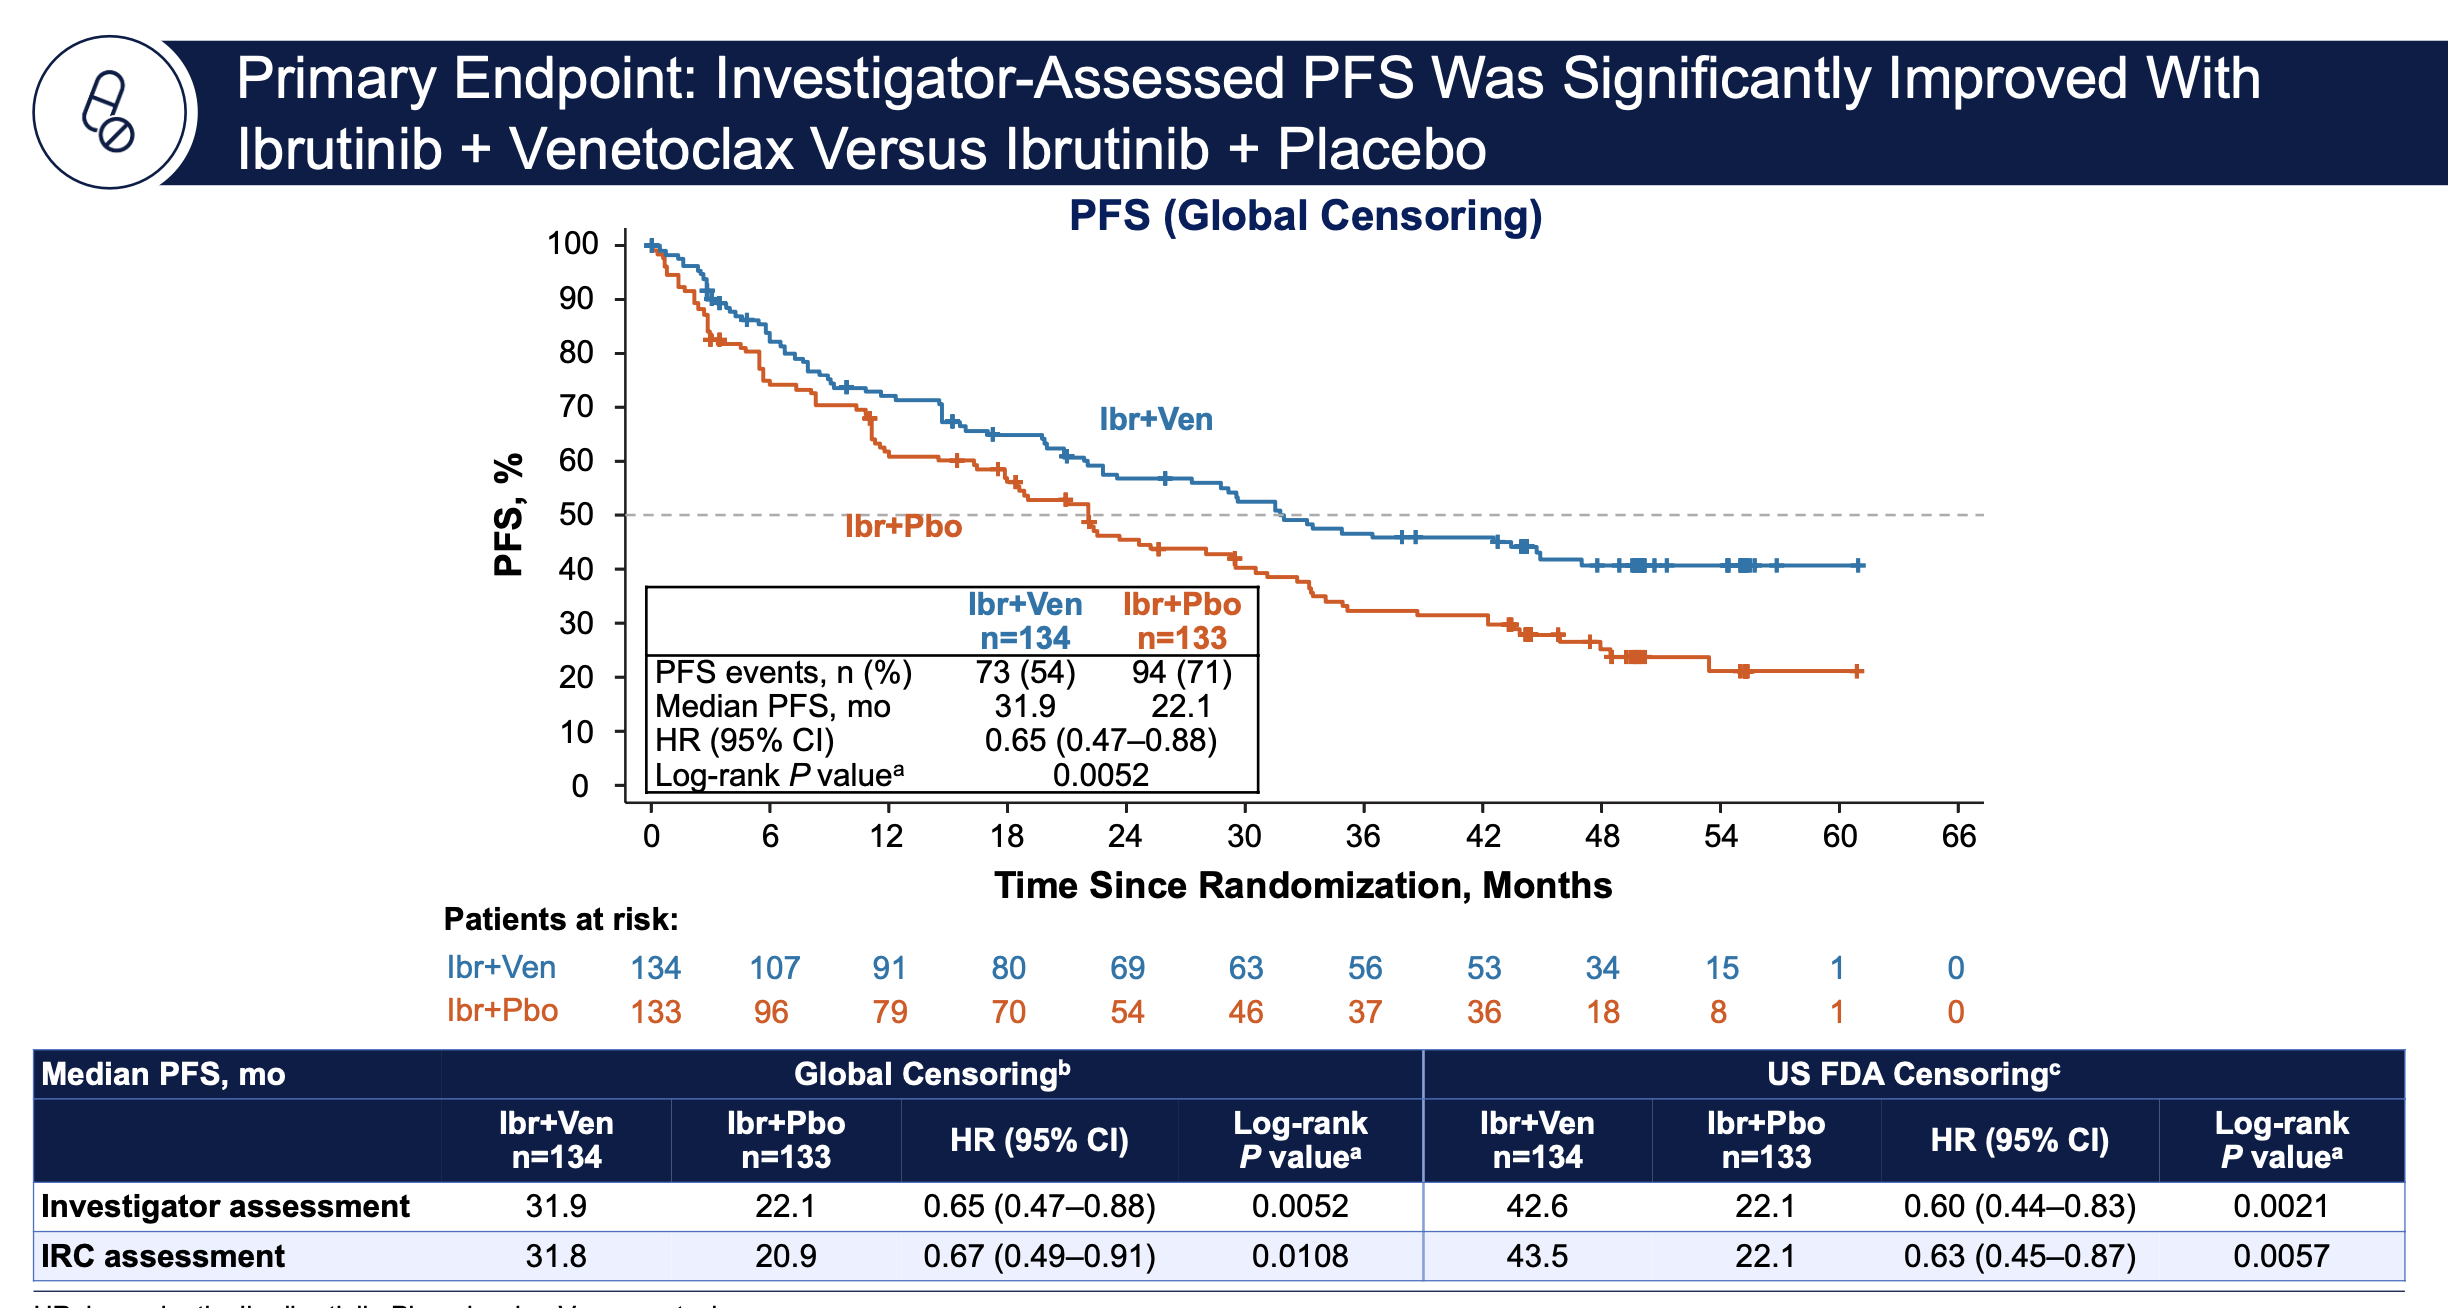 Primary Endpoint: Investigator-Assessed PFS Was Significantly Improved With
Ibrutinib + Venetoclax Versus Ibrutinib + Placebo
PFS (Global Censoring)
PFS, %
100
90
80
70
60
50
40
30
20
10
0
Ibr+Ven
Ibr+Pbo
Ibr+Ven Ibr+Pbo
n=134 n=133
PFS events, n (%) 73 (54) 94 (71)
Median PFS, mo 31.9 22.1
HR (95% CI) 0.65 (0.47–0.88)
Log-rank P valueᵃ 0.0052
0 6 12 18 24 30 36 42 48 54 60 66
Time Since Randomization, Months
Patients at risk:
Ibr+Ven 134 107 91 80 69 63 56 53 34 15 1 0
Ibr+Pbo 133 96 79 70 54 46 37 36 18 8 1 0
Median PFS, mo Global Censoringᵇ US FDA Censoringᶜ
Ibr+Ven Ibr+Pbo HR (95% CI) Log-rank Ibr+Ven Ibr+Pbo HR (95% CI) Log-rank
n=134 n=133 P valueᵃ n=134 n=133 P valueᵃ
Investigator assessment 31.9 22.1 0.65 (0.47–0.88) 0.0052 42.6 22.1 0.60 (0.44–0.83) 0.0021
IRC assessment 31.8 20.9 0.67 (0.49–0.91) 0.0108 43.5 22.1 0.63 (0.45–0.87) 0.0057